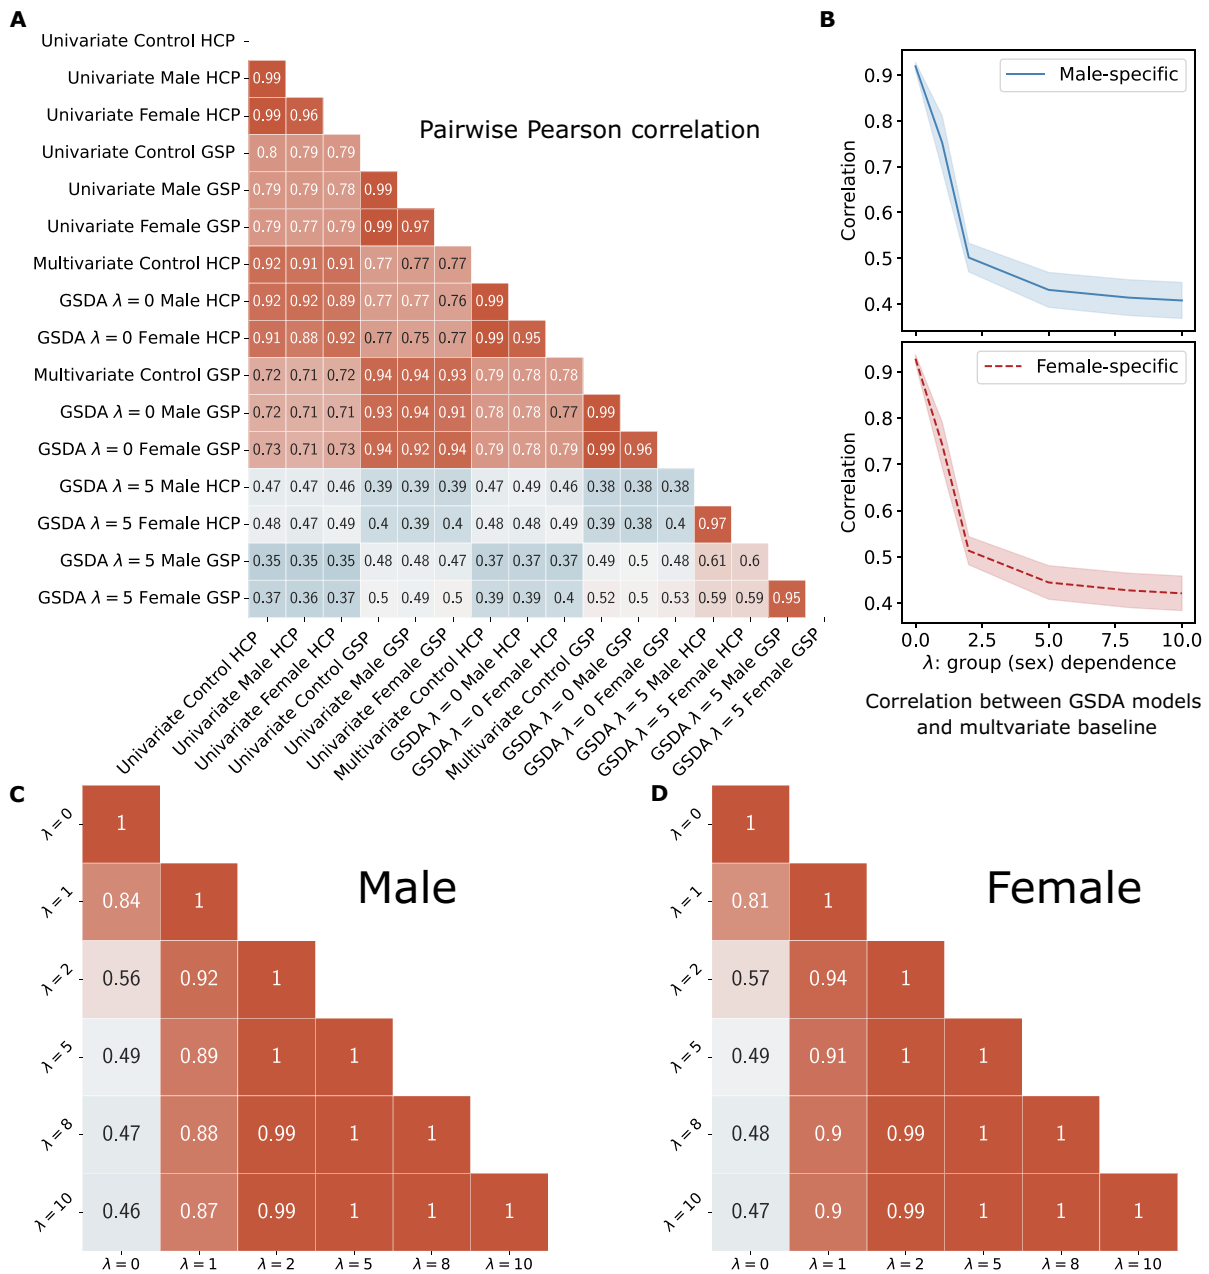 A
Univariate Control HCP
Univariate Male HCP
0.99
Univariate Female HCP
0.99 0.96
Pairwise Pearson correlation
Univariate Control GSP
0.8 0.79 0.79
Univariate Male GSP
0.79 0.79 0.78 0.99
Univariate Female GSP
0.79 0.77 0.79 0.99 0.97
Multivariate Control HCP
0.92 0.91 0.91 0.77 0.77 0.77
GSDA λ = 0 Male HCP
0.92 0.92 0.89 0.77 0.77 0.76 0.99
GSDA λ = 0 Female HCP
0.91 0.88 0.92 0.77 0.75 0.77 0.99 0.95
Multivariate Control GSP
0.72 0.71 0.72 0.94 0.94 0.93 0.79 0.78 0.78
GSDA λ = 0 Male GSP
0.72 0.71 0.71 0.93 0.94 0.91 0.78 0.78 0.77 0.99
GSDA λ = 0 Female GSP
0.73 0.71 0.73 0.94 0.92 0.94 0.79 0.78 0.79 0.99 0.96
GSDA λ = 5 Male HCP
0.47 0.47 0.46 0.39 0.39 0.39 0.47 0.49 0.46 0.38 0.38 0.38
GSDA λ = 5 Female HCP
0.48 0.47 0.49 0.4 0.39 0.4 0.48 0.48 0.49 0.39 0.38 0.4 0.97
GSDA λ = 5 Male GSP
0.35 0.35 0.35 0.48 0.48 0.47 0.37 0.37 0.37 0.49 0.5 0.48 0.61 0.6
GSDA λ = 5 Female GSP
0.37 0.36 0.37 0.5 0.49 0.5 0.39 0.39 0.4 0.52 0.5 0.53 0.59 0.59 0.95
Univariate Control HCP
Univariate Male HCP
Univariate Female HCP
Univariate Control GSP
Univariate Male GSP
Univariate Female GSP
Multivariate Control HCP
GSDA λ = 0 Male HCP
GSDA λ = 0 Female HCP
Multivariate Control GSP
GSDA λ = 0 Male GSP
GSDA λ = 0 Female GSP
GSDA λ = 5 Male HCP
GSDA λ = 5 Female HCP
GSDA λ = 5 Male GSP
GSDA λ = 5 Female GSP
B
Male-specific
Correlation
0.9
0.8
0.7
0.6
0.5
0.4
Female-specific
Correlation
0.9
0.8
0.7
0.6
0.5
0.4
0.0 2.5 5.0 7.5 10.0
λ: group (sex) dependence
Correlation between GSDA models
and multvariate baseline
C
Male
λ = 0
1
λ = 1
0.84 1
λ = 2
0.56 0.92 1
λ = 5
0.49 0.89 1 1
λ = 8
0.47 0.88 0.99 1 1
λ = 10
0.46 0.87 0.99 1 1 1
λ = 0 λ = 1 λ = 2 λ = 5 λ = 8 λ = 10
D
Female
λ = 0
1
λ = 1
0.81 1
λ = 2
0.57 0.94 1
λ = 5
0.49 0.91 1 1
λ = 8
0.48 0.9 0.99 1 1
λ = 10
0.47 0.9 0.99 1 1 1
λ = 0 λ = 1 λ = 2 λ = 5 λ = 8 λ = 10